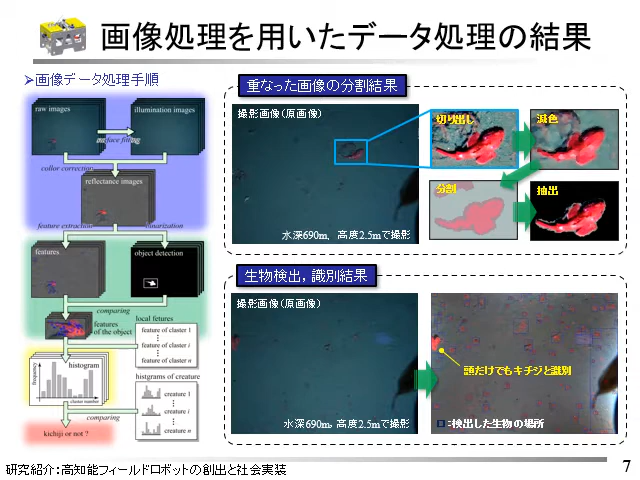 画像処理を用いたデータ処理の結果
➢画像データ処理手順
raw images
illumination images
surface fitting
collor correction
reflectance images
feature extraction
binarization
features
object detection
comparing
features
of the object
local fetures
feature of cluster 1
feature of cluster i
feature of cluster n
histogram
frequency
cluster number
histgrams of creature
creature 1
creature i
creature n
comparing
kichiji or not ?
重なった画像の分割結果
撮影画像(原画像)
水深690m, 高度2.5mで撮影
切り出し
減色
分割
抽出
生物検出, 識別結果
撮影画像(原画像)
水深690m, 高度2.5mで撮影
頭だけでもキチジと識別
:検出した生物の場所
研究紹介:高知能フィールドロボットの創出と社会実装
7